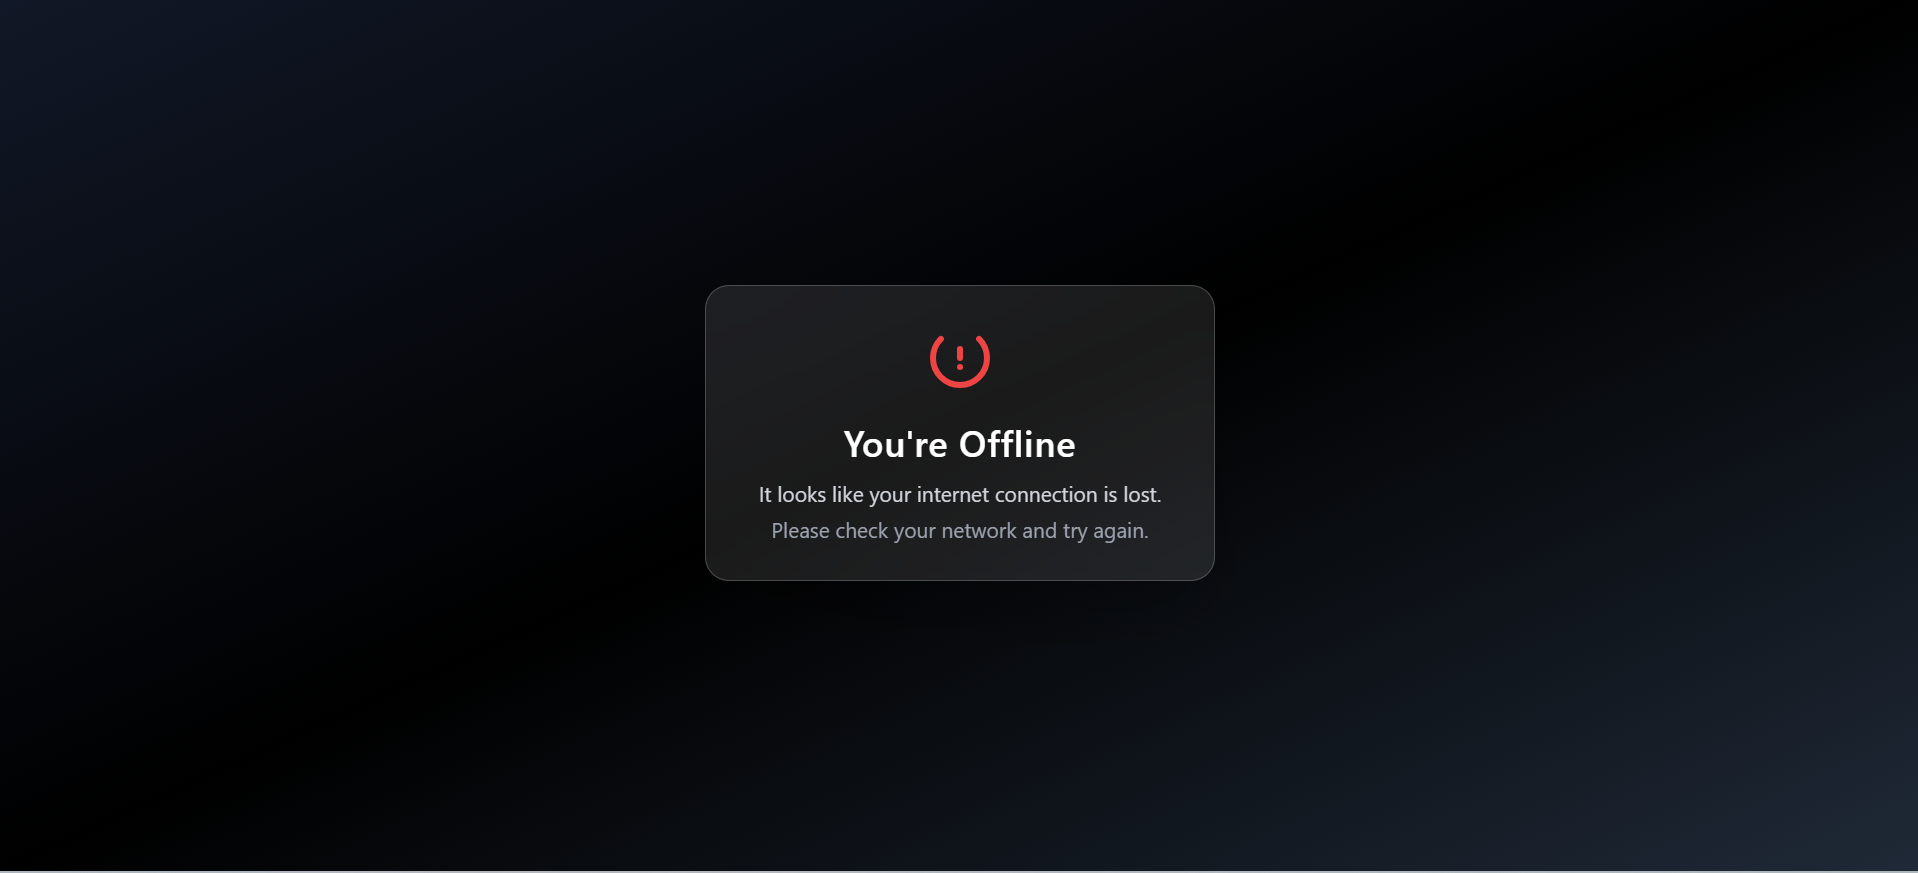 You're Offline
It looks like your internet connection is lost.
Please check your network and try again.